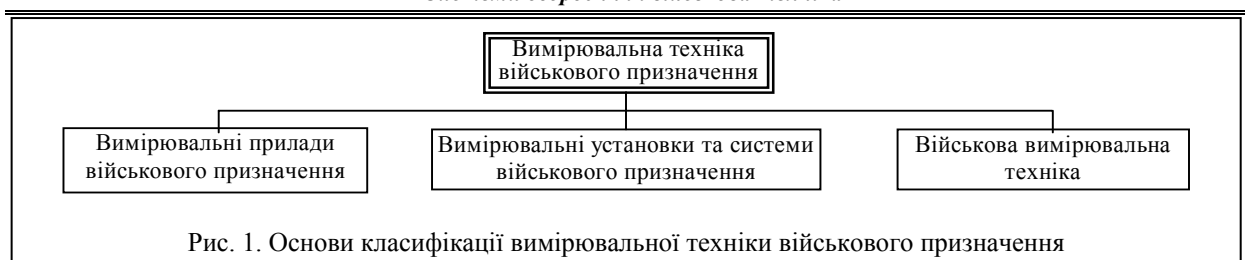 Вимірювальна техніка
військового призначення
Вимірювальні прилади
військового призначення
Вимірювальні установки та системи
військового призначення
Військова вимірювальна
техніка
Рис. 1. Основи класифікації вимірювальної техніки військового призначення